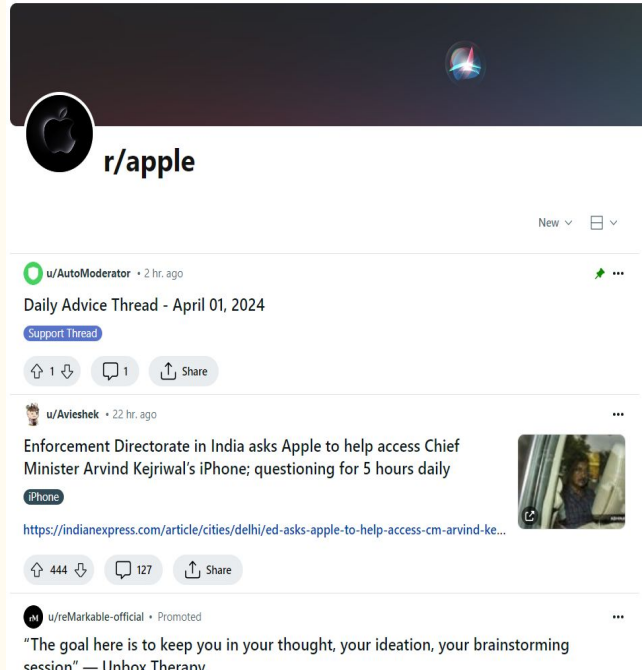 r/apple
New
u/AutoModerator • 2 hr. ago
Daily Advice Thread - April 01, 2024
Support Thread
1
1
Share
u/Avieshek • 22 hr. ago
Enforcement Directorate in India asks Apple to help access Chief
Minister Arvind Kejriwal’s iPhone; questioning for 5 hours daily
iPhone
https://indianexpress.com/article/cities/delhi/ed-asks-apple-to-help-access-cm-arvind-ke...
444
127
Share
rM
u/reMarkable-official • Promoted
“The goal here is to keep you in your thought, your ideation, your brainstorming
session” — Unbox Therapy